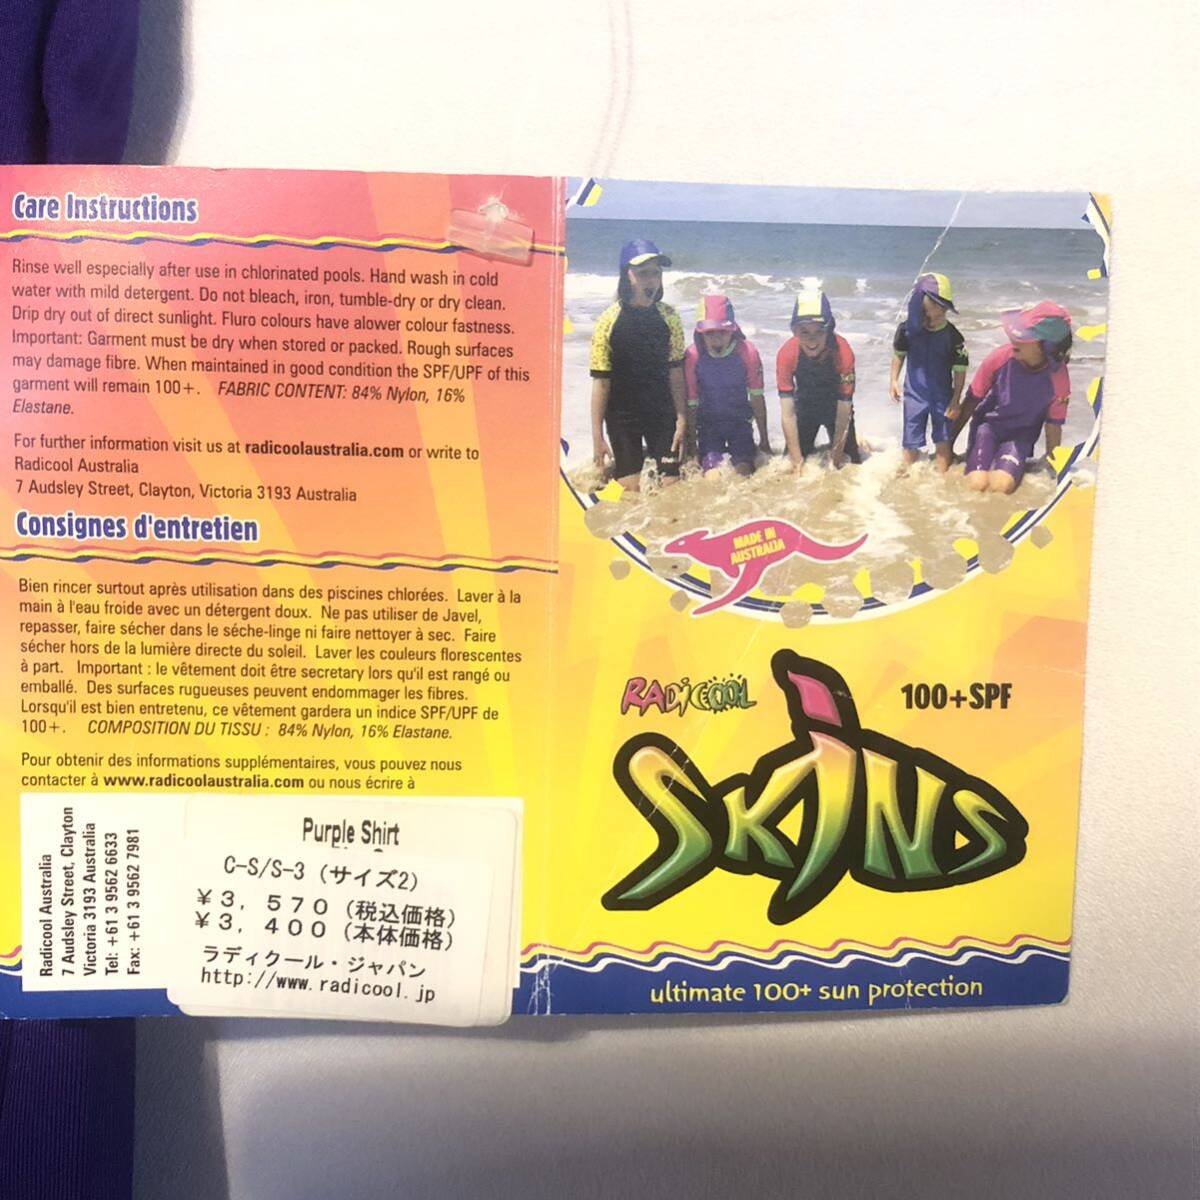 Care Instructions
Rinse well especially after use in chlorinated pools. Hand wash in cold
water with mild detergent. Do not bleach, iron, tumble-dry or dry clean.
Drip dry out of direct sunlight. Fluro colours have alower colour fastness.
Important: Garment must be dry when stored or packed. Rough surfaces
may damage fibre. When maintained in good condition the SPF/UPF of this
garment will remain 100+. FABRIC CONTENT: 84% Nylon, 16%
Elastane.
For further information visit us at radicoolaustralia.com or write to
Radicool Australia
7 Audsley Street, Clayton, Victoria 3193 Australia
Consignes d'entretien
Bien rincer surtout après utilisation dans des piscines chlorées. Laver à la
main à l'eau froide avec un détergent doux. Ne pas utiliser de Javel,
repasser, faire sécher dans le séche-linge ni faire nettoyer à sec. Faire
sécher hors de la lumière directe du soleil. Laver les couleurs florescentes
à part. Important : le vêtement doit être secretary lors qu'il est rangé ou
emballé. Des surfaces rugueuses peuvent endommager les fibres.
Lorsqu'il est bien entretenu, ce vêtement gardera un indice SPF/UPF de
100+. COMPOSITION DU TISSU : 84% Nylon, 16% Elastane.
Pour obtenir des informations supplémentaires, vous pouvez nous
contacter à www.radicoolaustralia.com ou nous écrire à
Radicool Australia
7 Audsley Street, Clayton
Victoria 3193 Australia
Tel: +61 3 9562 6633
Fax: +61 3 9562 7981
Purple Shirt
C-S/S-3 (サイズ2)
¥3,570 (税込価格)
¥3,400 (本体価格)
ラディクール・ジャパン
http://www.radicool.jp
MADE IN
AUSTRALIA
RADiCOOL
100+SPF
SKiNS
ultimate 100+ sun protection